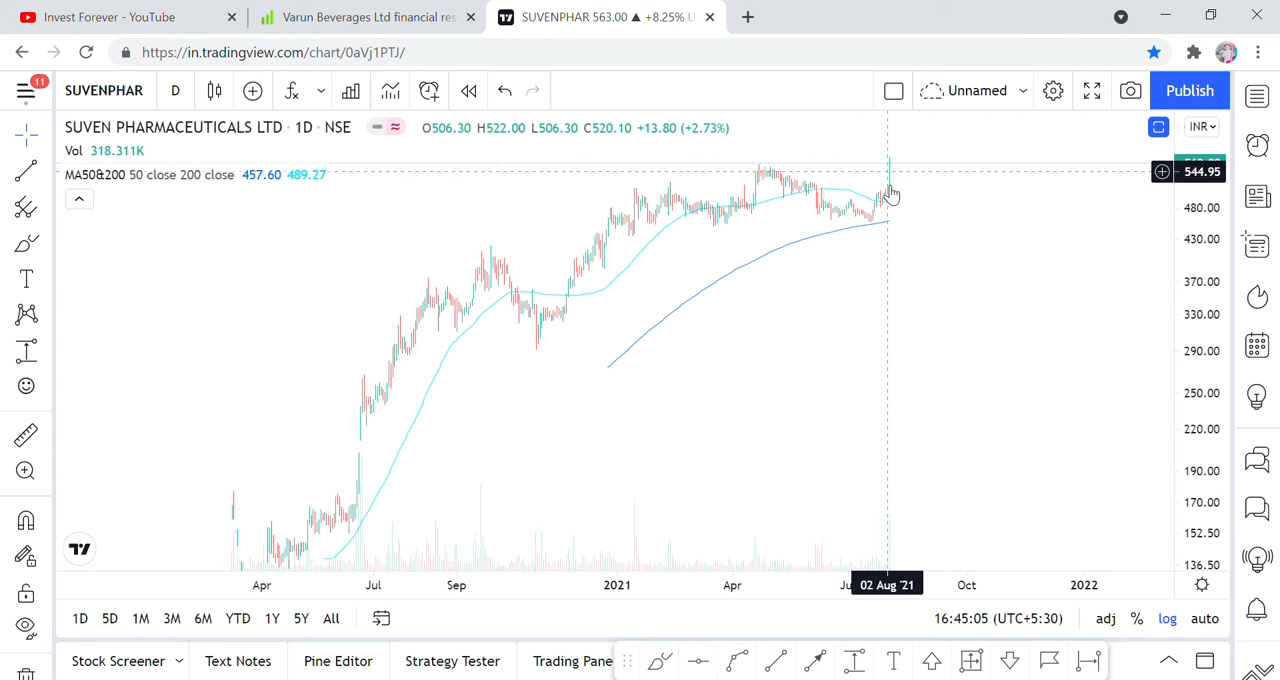 Invest Forever - YouTube
Varun Beverages Ltd financial res
SUVENPHAR 563.00 ▲ +8.25% U
https://in.tradingview.com/chart/0aVj1PTJ/
11
SUVENPHAR
D
Unnamed
Publish
SUVEN PHARMACEUTICALS LTD · 1D · NSE
O506.30 H522.00 L506.30 C520.10 +13.80 (+2.73%)
INR
Vol 318.311K
MA50&200 50 close 200 close 457.60 489.27
544.95
480.00
430.00
370.00
330.00
290.00
250.00
220.00
190.00
170.00
152.50
136.50
Apr
Jul
Sep
2021
Apr
02 Aug '21
Oct
2022
1D
5D
1M
3M
6M
YTD
1Y
5Y
All
16:45:05 (UTC+5:30)
adj
%
log
auto
Stock Screener
Text Notes
Pine Editor
Strategy Tester
Trading Pane